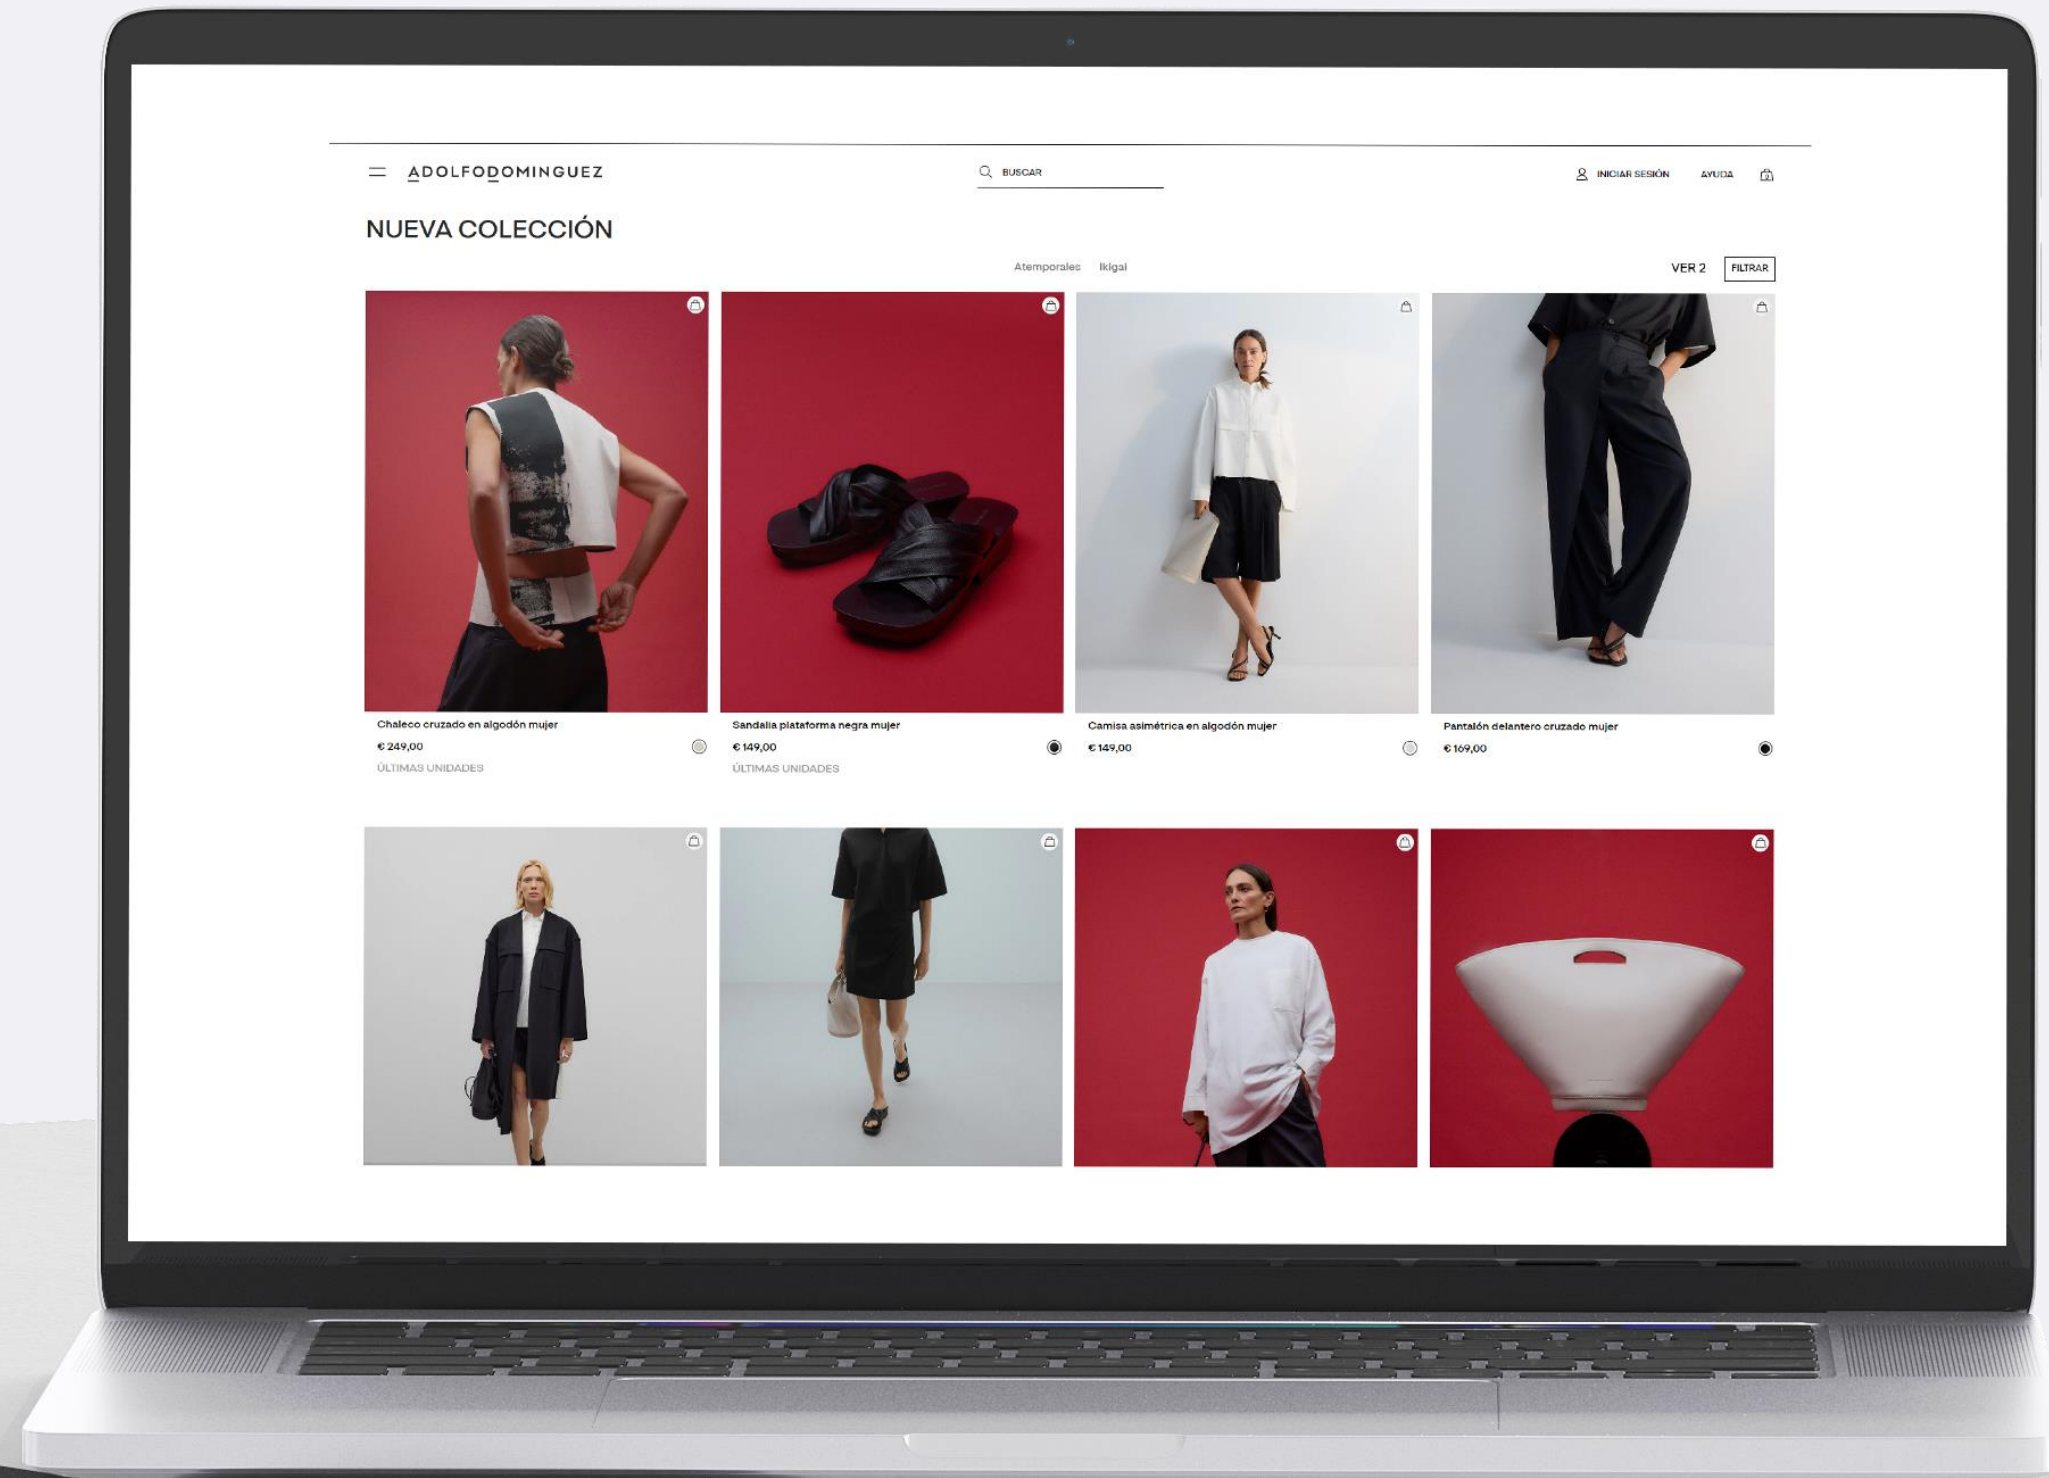 ADOLFODOMINGUEZ
BUSCAR
INICIAR SESIÓN
AYUDA
0
NUEVA COLECCIÓN
Atemporales Ikigai
VER 2
FILTRAR
Chaleco cruzado en algodón mujer
€ 249,00
ÚLTIMAS UNIDADES
Sandalia plataforma negra mujer
€ 149,00
ÚLTIMAS UNIDADES
Camisa asimétrica en algodón mujer
€ 149,00
Pantalón delantero cruzado mujer
€ 169,00